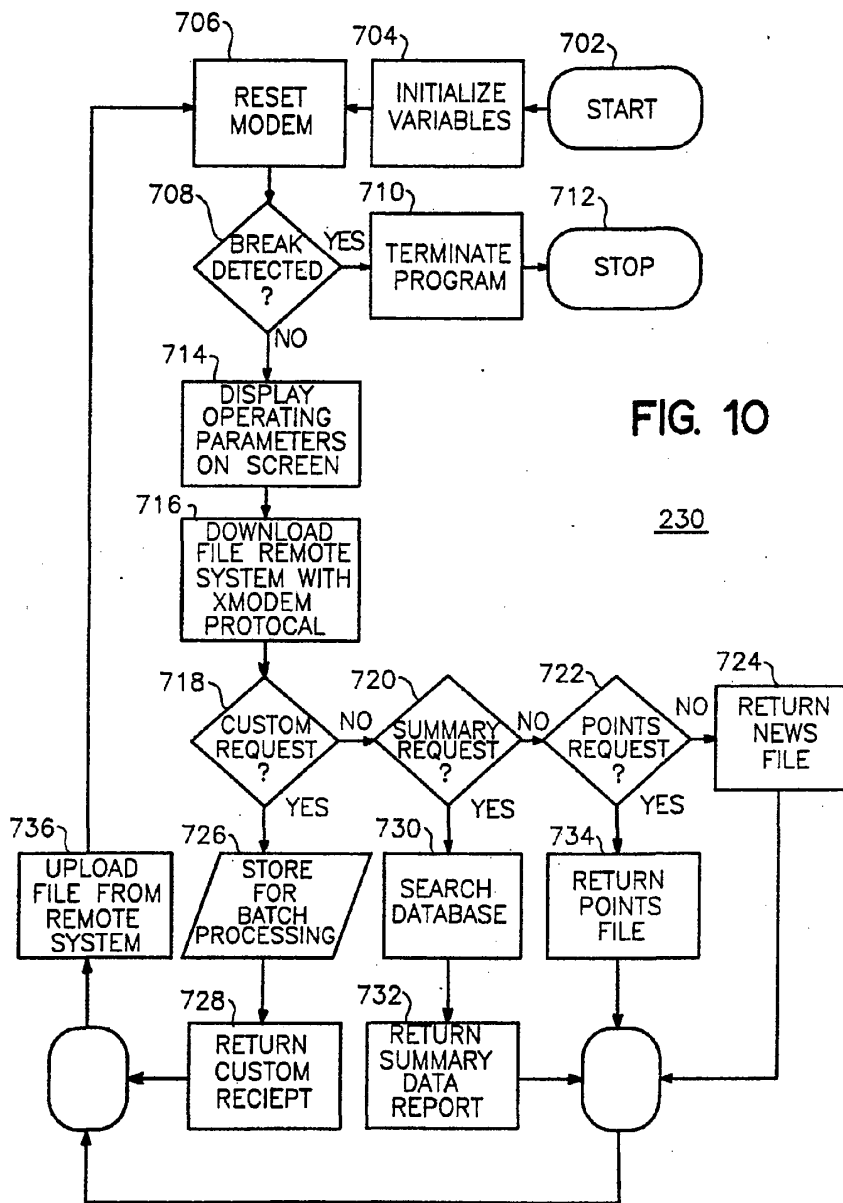 706
704
702
RESET
MODEM
INITIALIZE
VARIABLES
START
708
710
712
BREAK
DETECTED
?
YES
TERMINATE
PROGRAM
STOP
NO
714
DISPLAY
OPERATING
PARAMETERS
ON SCREEN
FIG. 10
230
716
DOWNLOAD
FILE REMOTE
SYSTEM WITH
XMODEM
PROTOCAL
718
720
722
724
CUSTOM
REQUEST
?
NO
SUMMARY
REQUEST
?
NO
POINTS
REQUEST
?
NO
RETURN
NEWS
FILE
YES
YES
YES
736
726
730
734
UPLOAD
FILE FROM
REMOTE
SYSTEM
STORE
FOR
BATCH
PROCESSING
SEARCH
DATABASE
RETURN
POINTS
FILE
728
732
RETURN
CUSTOM
RECIEPT
RETURN
SUMMARY
DATA
REPORT